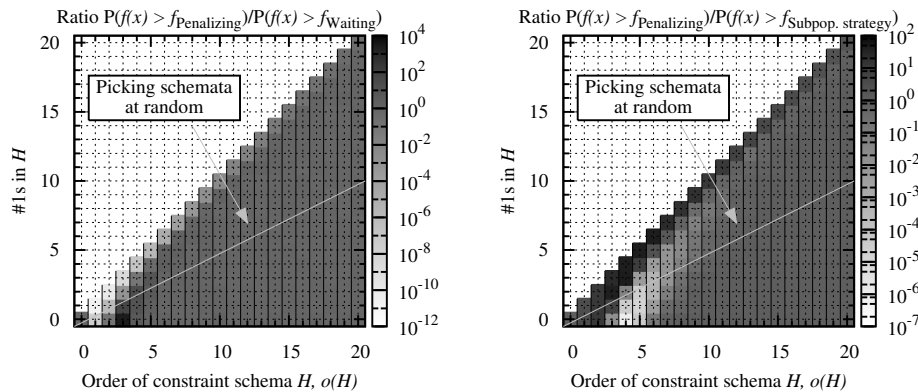 Ratio P(f(x) > f_Penalizing)/P(f(x) > f_Waiting)
20
15
10
5
0
#1s in H
Picking schemata
at random
0 5 10 15 20
Order of constraint schema H, o(H)
10^4
10^2
10^0
10^-2
10^-4
10^-6
10^-8
10^-10
10^-12
Ratio P(f(x) > f_Penalizing)/P(f(x) > f_Subpop. strategy)
20
15
10
5
0
#1s in H
Picking schemata
at random
0 5 10 15 20
Order of constraint schema H, o(H)
10^2
10^1
10^0
10^-1
10^-2
10^-3
10^-4
10^-5
10^-6
10^-7